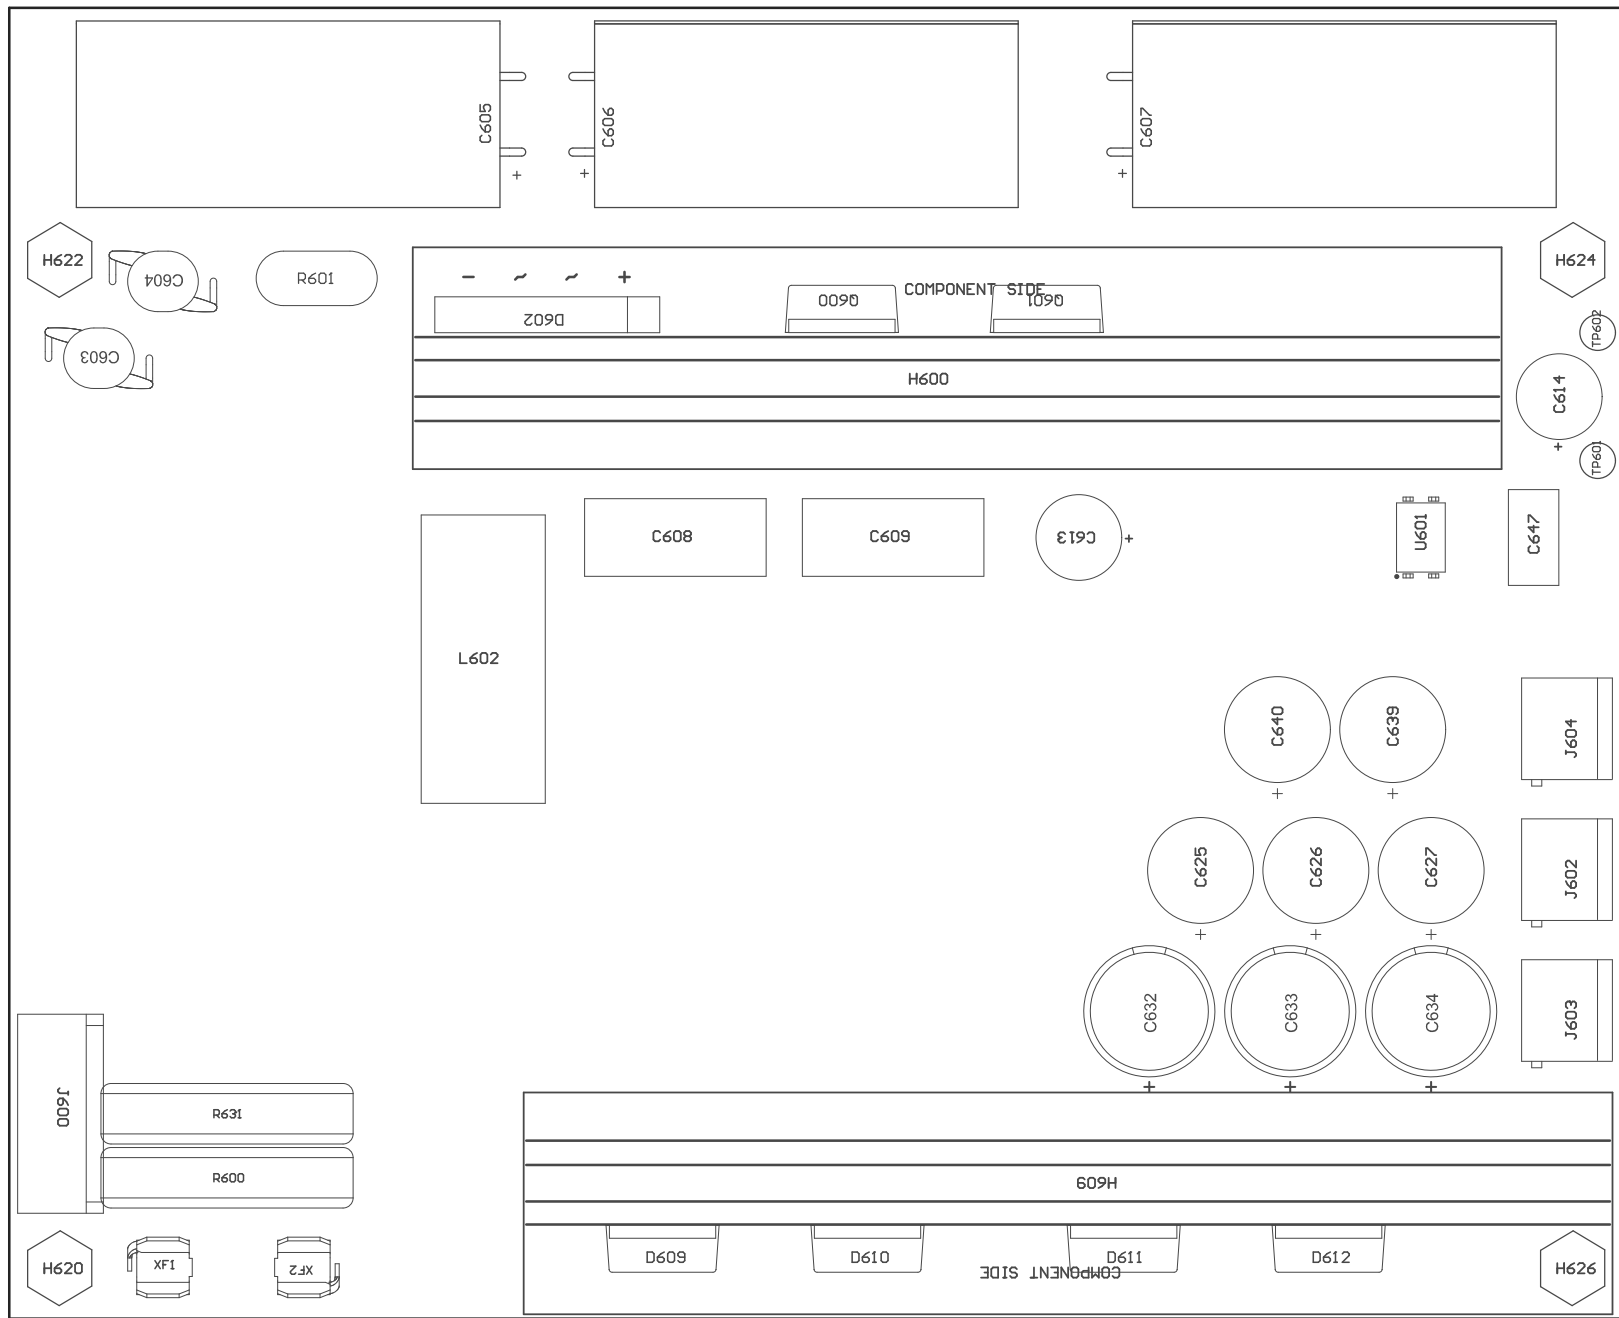 C605
C606
C607
+
+
+
H622
C604
R601
- ~ ~ +
D602
Q600
COMPONENT SIDE
Q601
H624
TP602
C603
H600
C614
+
TP601
C608
C609
C613
+
U601
C647
L602
C640
C639
J604
+
+
C625
C626
C627
J602
+
+
+
C632
C633
C634
J603
+
+
+
J600
R631
R600
H609
H620
XF1
XF2
D609
D610
D611
D612
COMPONENT SIDE
H626